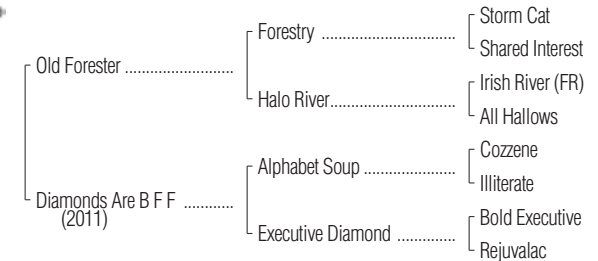 Storm Cat
Forestry ..............................
Shared Interest
Old Forester ........................
Irish River (FR)
Halo River............................
All Hallows
Cozzene
Alphabet Soup .....................
Illiterate
Diamonds Are B F F ............
(2011)
Bold Executive
Executive Diamond ..............
Rejuvalac